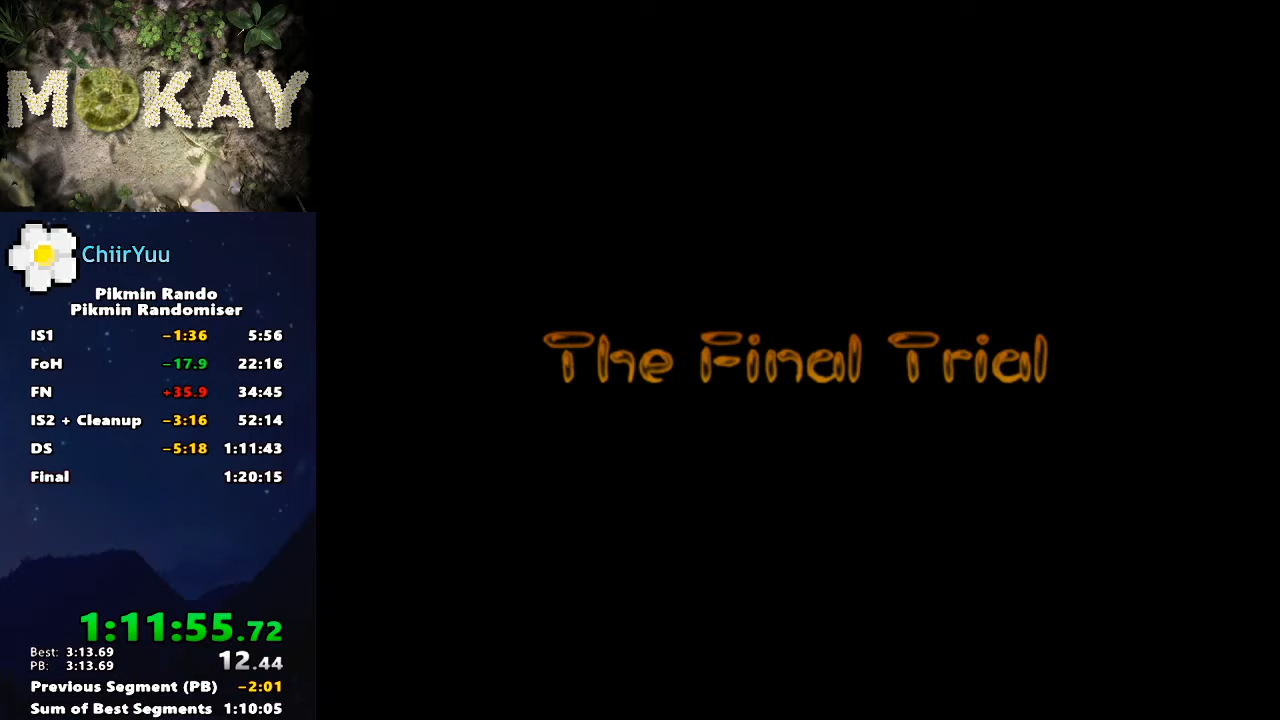 MOKAY
ChiirYuu
Pikmin Rando
Pikmin Randomiser
IS1 -1:36 5:56
FoH -17.9 22:16
FN +35.9 34:45
IS2 + Cleanup -3:16 52:14
DS -5:18 1:11:43
Final 1:20:15
1:11:55.72
Best: 3:13.69
PB: 3:13.69
12.44
Previous Segment (PB) -2:01
Sum of Best Segments 1:10:05
The Final Trial